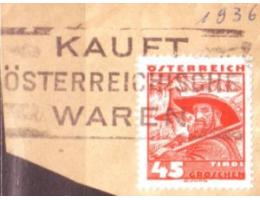 1936
KAUFT
ÖSTERREICHISCHE
WAREN
ÖSTERREICH
45
TIROL
GROSCHEN